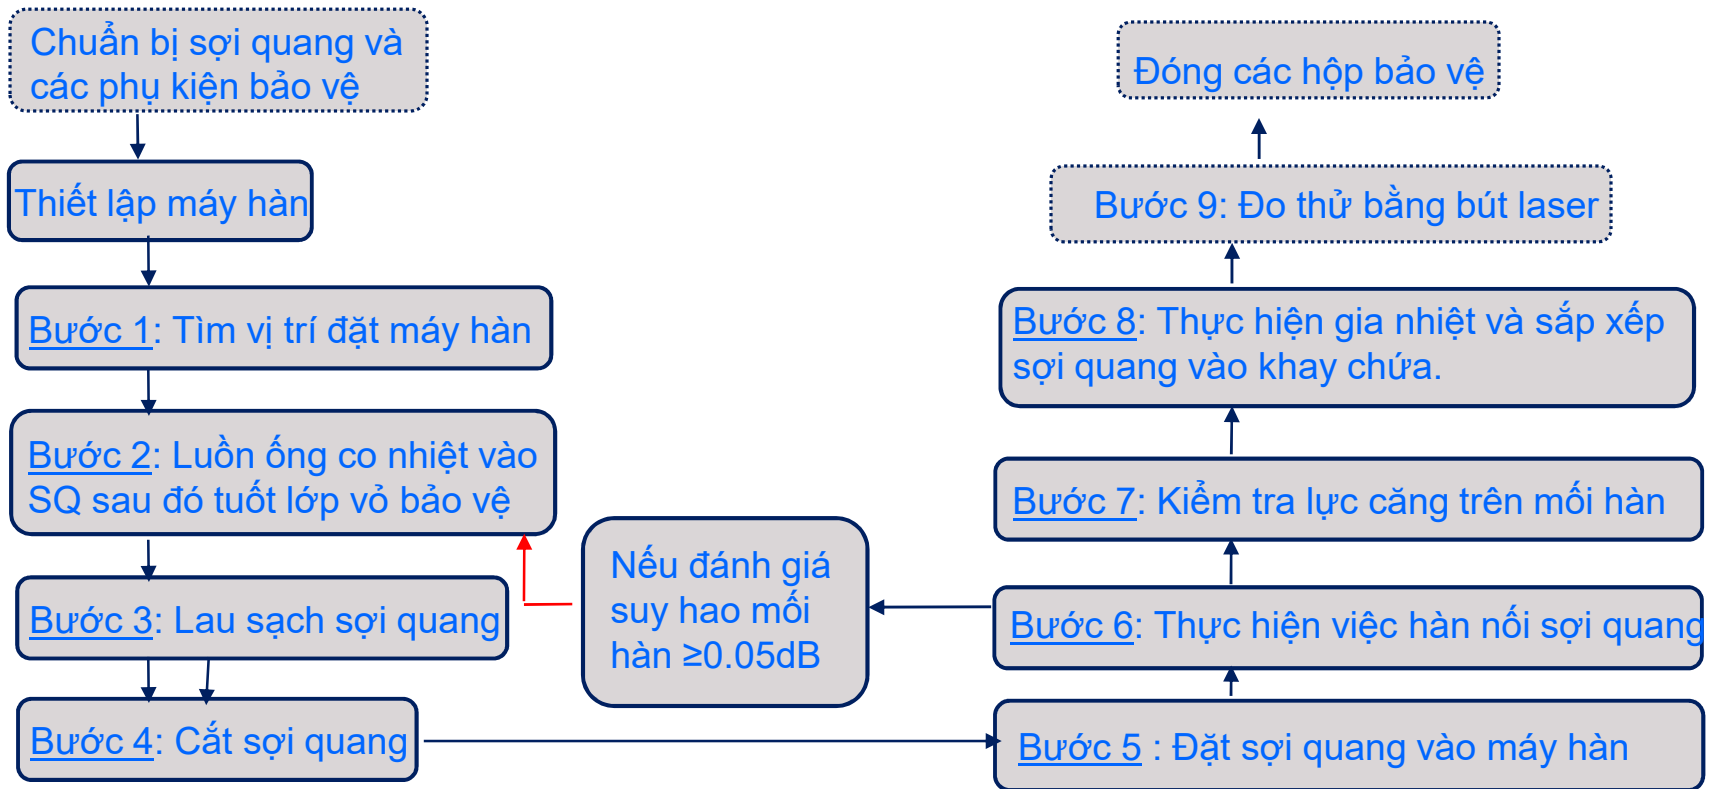 Chuẩn bị sợi quang và
các phụ kiện bảo vệ
Thiết lập máy hàn
Bước 1: Tìm vị trí đặt máy hàn
Bước 2: Luồn ống co nhiệt vào
SQ sau đó tuốt lớp vỏ bảo vệ
Bước 3: Lau sạch sợi quang
Bước 4: Cắt sợi quang
Nếu đánh giá
suy hao mối
hàn ≥0.05dB
Đóng các hộp bảo vệ
Bước 9: Đo thử bằng bút laser
Bước 8: Thực hiện gia nhiệt và sắp xếp
sợi quang vào khay chứa.
Bước 7: Kiểm tra lực căng trên mối hàn
Bước 6: Thực hiện việc hàn nối sợi quang
Bước 5 : Đặt sợi quang vào máy hàn